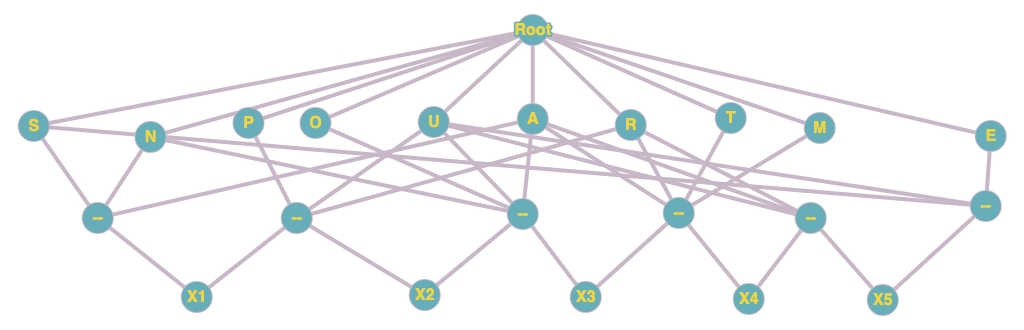 Root
S N P O U A R T M E
-- -- -- -- -- --
X1 X2 X3 X4 X5